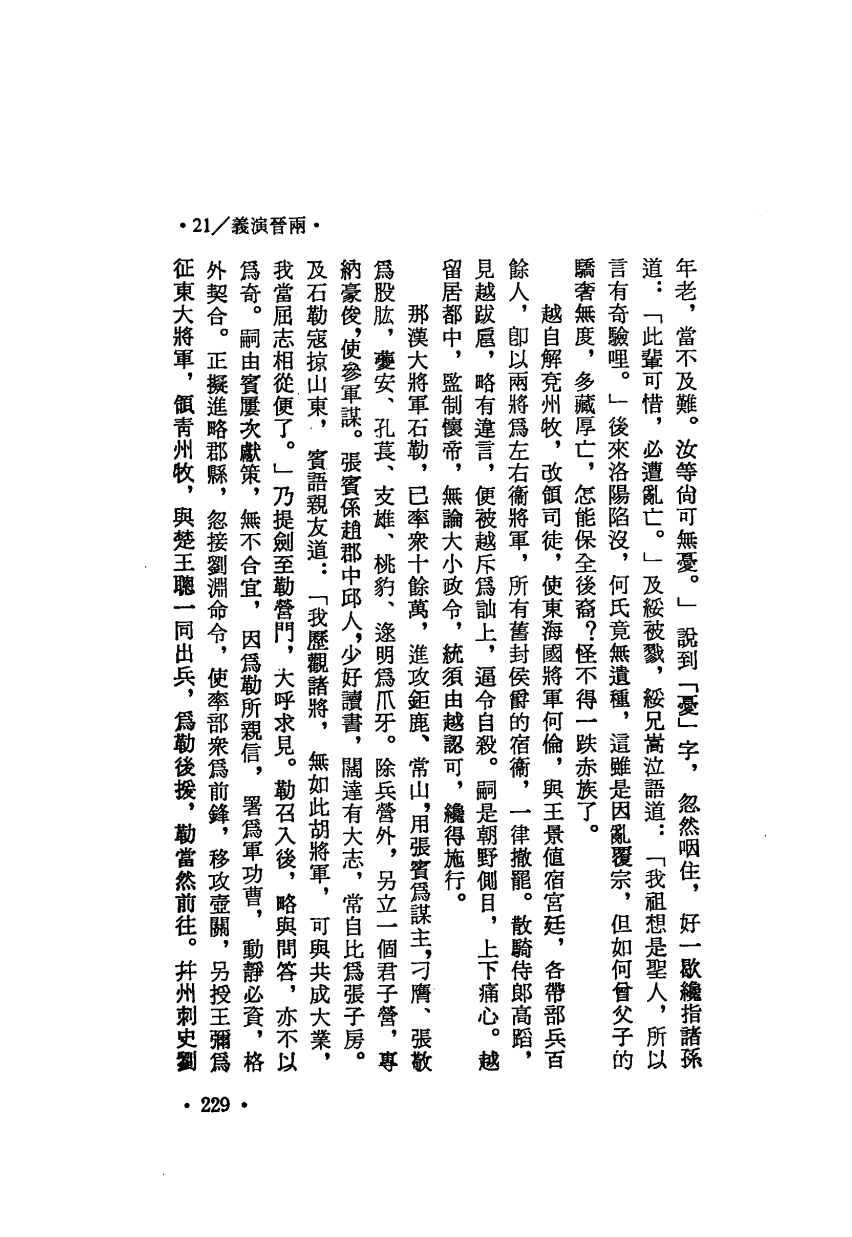 ·21／義演晉兩·
年老，當不及難。汝等尙可無憂。」說到「憂」字，忽然咽住，好一歇纔指諸孫
道：「此輩可惜，必遭亂亡。」及綏被戮，綏兄嵩泣語道：「我祖想是聖人，所以
言有奇驗哩。」後來洛陽陷沒，何氏竟無遺種，這雖是因亂覆宗，但如何曾父子的
驕奢無度，多藏厚亡，怎能保全後裔？怪不得一跌赤族了。
越自解兗州牧，改領司徒，使東海國將軍何倫，與王景値宿宮廷，各帶部兵百
餘人，卽以兩將爲左右衞將軍，所有舊封侯爵的宿衞，一律撤罷。散騎侍郎高蹈，
見越跋扈，略有違言，便被越斥爲訕上，逼令自殺。嗣是朝野側目，上下痛心。越
留居都中，監制懷帝，無論大小政令，統須由越認可，纔得施行。
那漢大將軍石勒，已率衆十餘萬，進攻鉅鹿、常山，用張賓爲謀主，刁膺、張敬
爲股肱，夔安、孔萇、支雄、桃豹、逯明爲爪牙。除兵營外，另立一個君子營，專
納豪俊，使參軍謀。張賓係趙郡中邱人，少好讀書，闊達有大志，常自比爲張子房。
及石勒寇掠山東，賓語親友道：「我歷觀諸將，無如此胡將軍，可與共成大業，
我當屈志相從便了。」乃提劍至勒營門，大呼求見。勒召入後，略與問答，亦不以
爲奇。嗣由賓屢次獻策，無不合宜，因爲勒所親信，署爲軍功曹，動靜必資，格
外契合。正擬進略郡縣，忽接劉淵命令，使率部衆爲前鋒，移攻壺關，另授王彌爲
征東大將軍，領靑州牧，與楚王聰一同出兵，爲勒後援，勒當然前往。幷州刺史劉
·229·